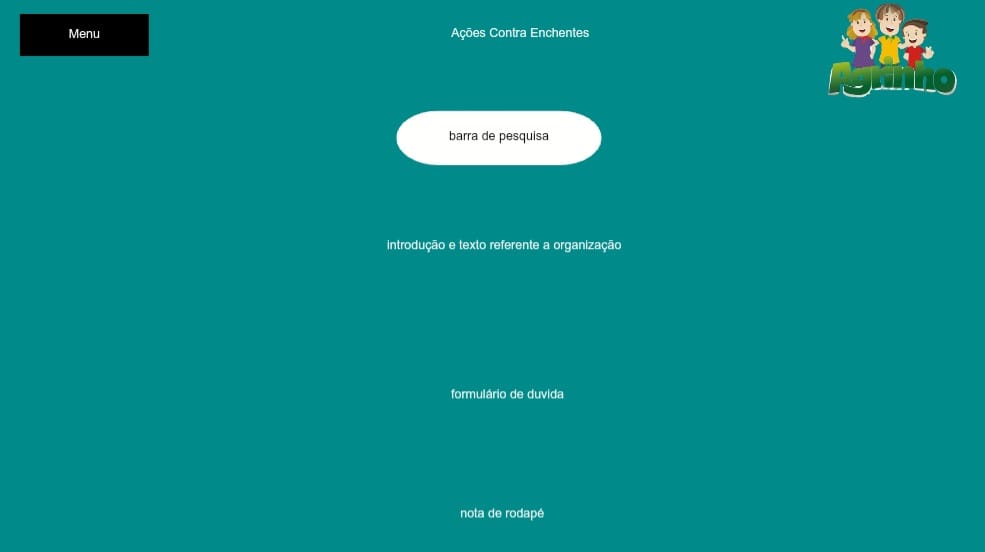 Menu
Ações Contra Enchentes
Agrinho
barra de pesquisa
introdução e texto referente a organização
formulário de duvida
nota de rodapé